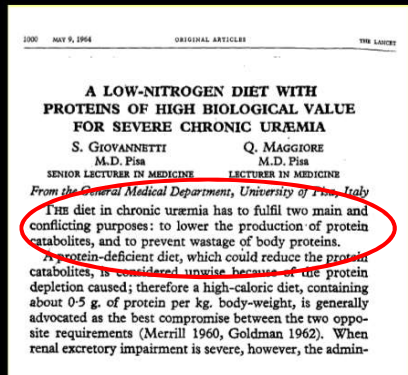 1000 MAY 9, 1964 ORIGINAL ARTICLES THE LANCET
A LOW-NITROGEN DIET WITH
PROTEINS OF HIGH BIOLOGICAL VALUE
FOR SEVERE CHRONIC URÆMIA
S. GIOVANNETTI Q. MAGGIORE
M.D. Pisa M.D. Pisa
SENIOR LECTURER IN MEDICINE LECTURER IN MEDICINE
From the General Medical Department, University of Pisa, Italy
THE diet in chronic uræmia has to fulfil two main and
conflicting purposes: to lower the production of protein
catabolites, and to prevent wastage of body proteins.
A protein-deficient diet, which could reduce the protein
catabolites, is considered unwise because of the protein
depletion caused; therefore a high-caloric diet, containing
about 0·5 g. of protein per kg. body-weight, is generally
advocated as the best compromise between the two oppo-
site requirements (Merrill 1960, Goldman 1962). When
renal excretory impairment is severe, however, the admin-